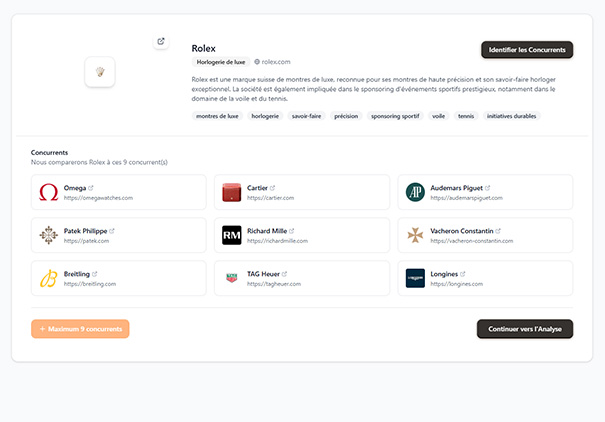 Rolex
Identifier les Concurrents
Horlogerie de luxe
rolex.com
Rolex est une marque suisse de montres de luxe, reconnue pour ses montres de haute précision et son savoir-faire horloger
exceptionnel. La société est également impliquée dans le sponsoring d'événements sportifs prestigieux, notamment dans le
domaine de la voile et du tennis.
montres de luxe horlogerie savoir-faire précision sponsoring sportif voile tennis initiatives durables
Concurrents
Nous comparerons Rolex à ces 9 concurrent(s)
Omega
https://omegawatches.com
Cartier
https://cartier.com
AP
Audemars Piguet
https://audemarspiguet.com
Patek Philippe
https://patek.com
RM
Richard Mille
https://richardmille.com
Vacheron Constantin
https://vacheron-constantin.com
Breitling
https://breitling.com
TAG Heuer
https://tagheuer.com
Longines
https://longines.com
+ Maximum 9 concurrents
Continuer vers l'Analyse